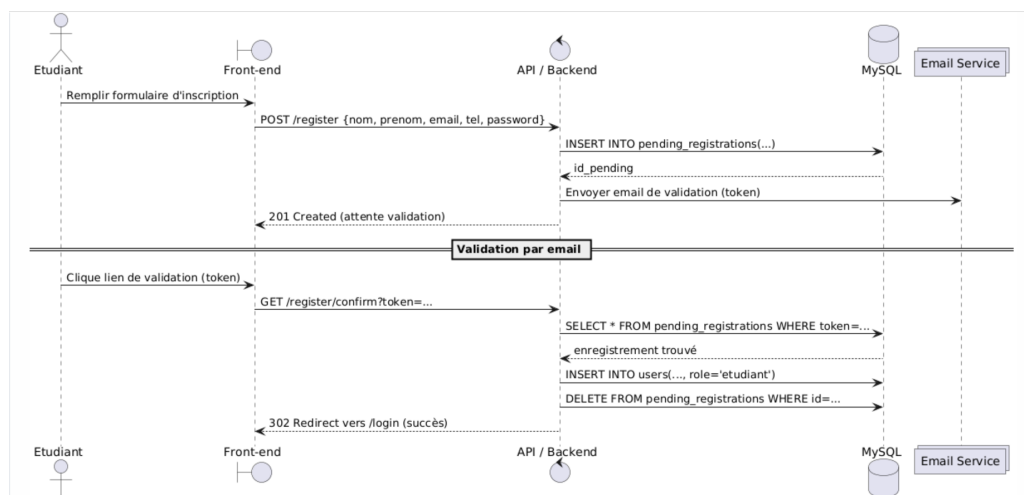 Etudiant
Front-end
API / Backend
MySQL
Email Service
Remplir formulaire d'inscription
POST /register {nom, prenom, email, tel, password}
INSERT INTO pending_registrations(...)
id_pending
Envoyer email de validation (token)
201 Created (attente validation)
Validation par email
Clique lien de validation (token)
GET /register/confirm?token=...
SELECT * FROM pending_registrations WHERE token=...
enregistrement trouvé
INSERT INTO users(..., role='etudiant')
DELETE FROM pending_registrations WHERE id=...
302 Redirect vers /login (succès)
Etudiant
Front-end
API / Backend
MySQL
Email Service